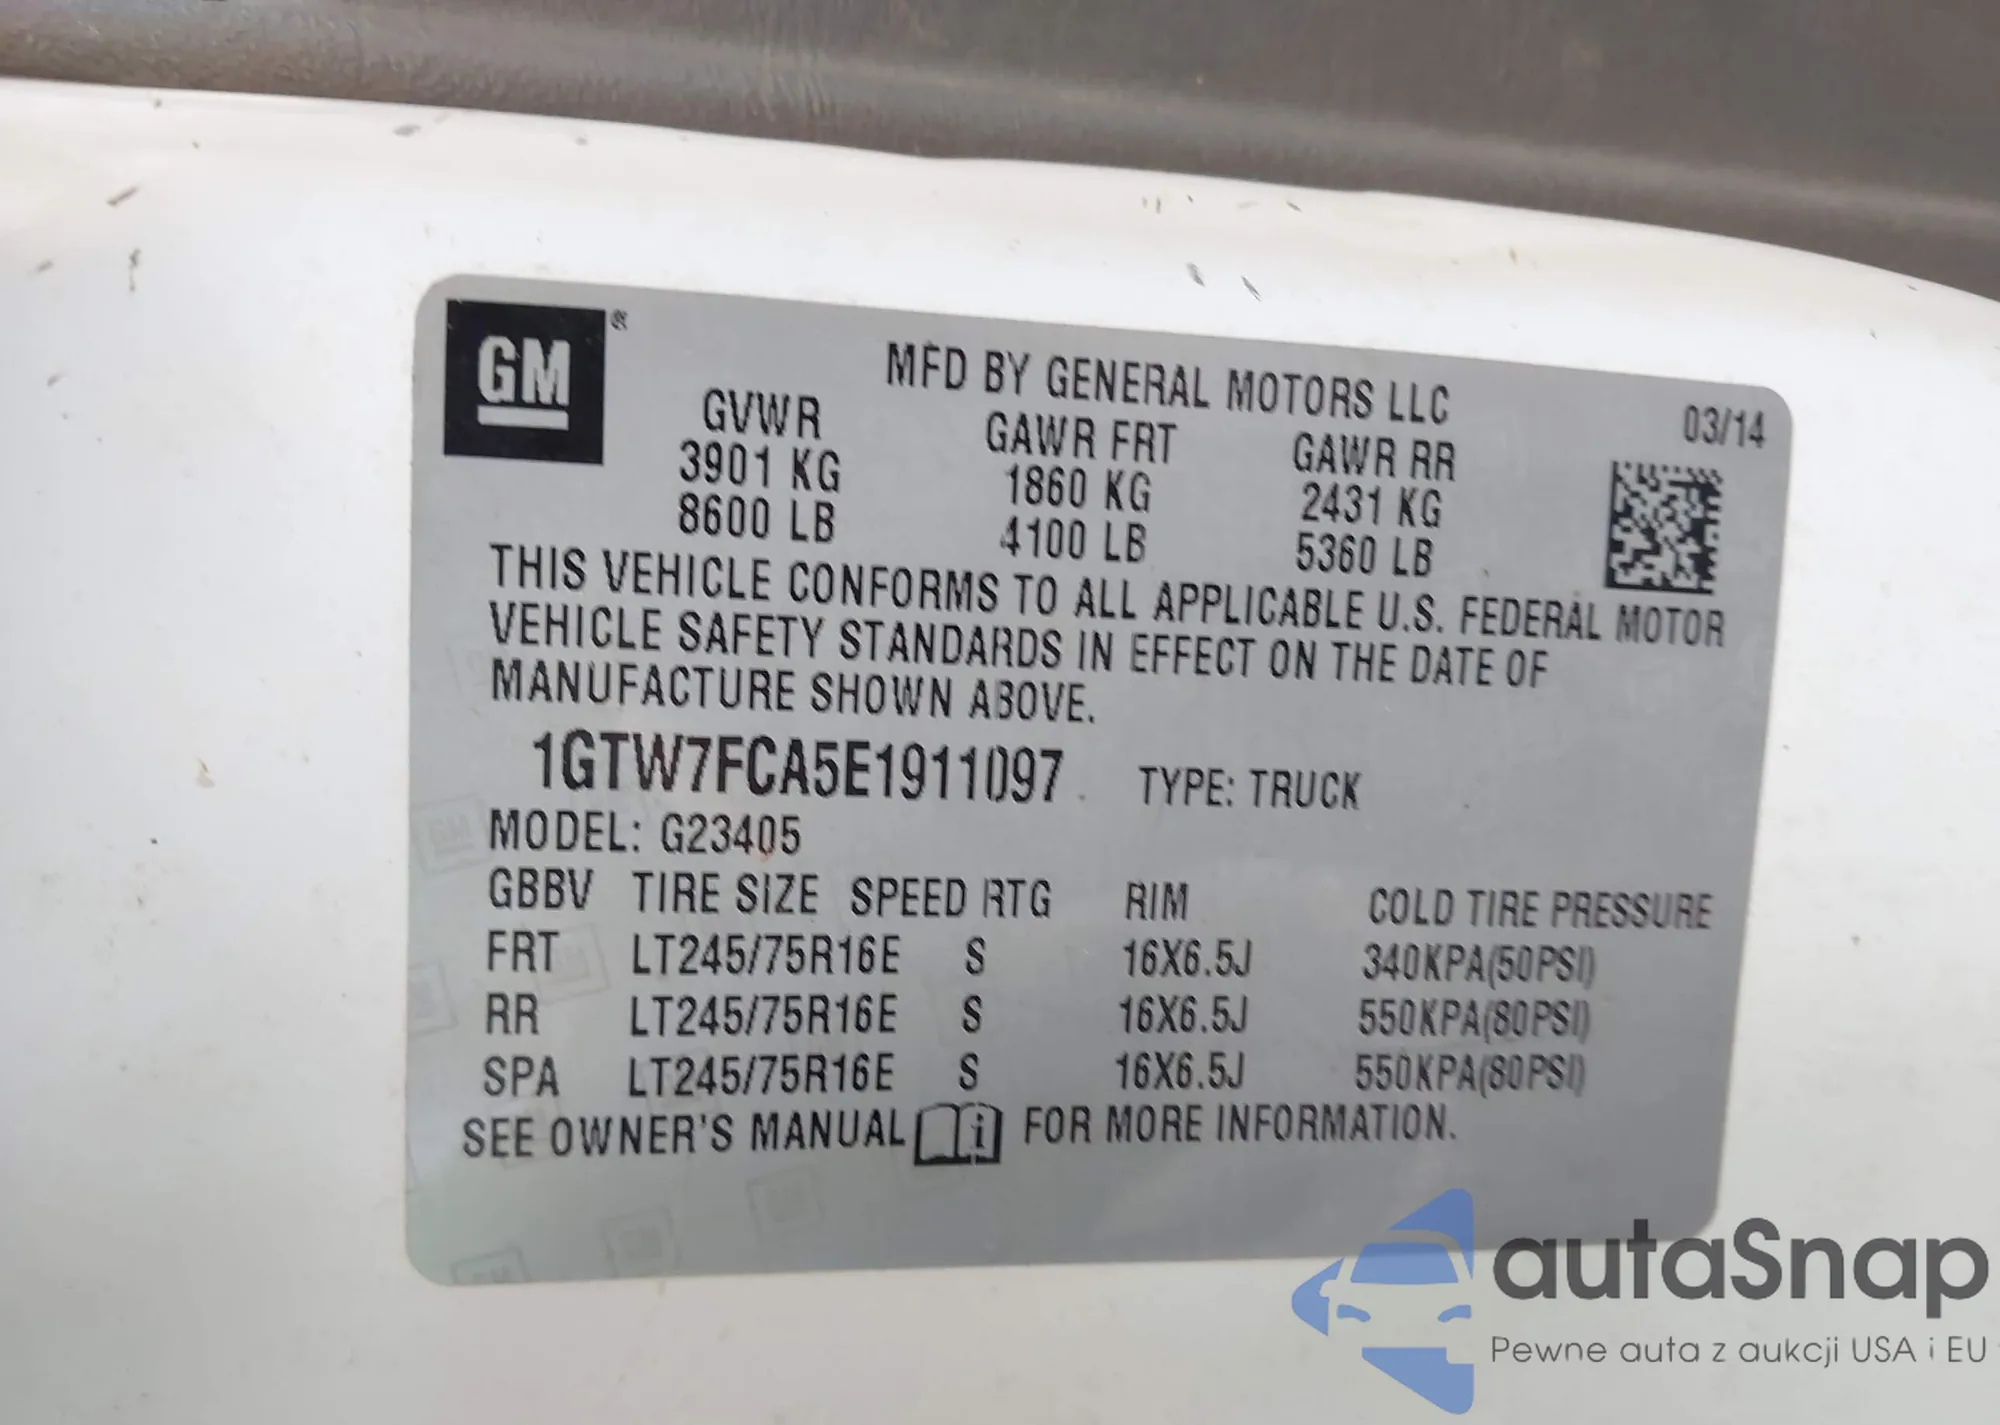 GM ®
MFD BY GENERAL MOTORS LLC
03/14
GVWR GAWR FRT GAWR RR
3901 KG 1860 KG 2431 KG
8600 LB 4100 LB 5360 LB
THIS VEHICLE CONFORMS TO ALL APPLICABLE U.S. FEDERAL MOTOR
VEHICLE SAFETY STANDARDS IN EFFECT ON THE DATE OF
MANUFACTURE SHOWN ABOVE.
1GTW7FCA5E1911097 TYPE: TRUCK
MODEL: G23405
GBBV TIRE SIZE SPEED RTG RIM COLD TIRE PRESSURE
FRT LT245/75R16E S 16X6.5J 340KPA(50PSI)
RR LT245/75R16E S 16X6.5J 550KPA(80PSI)
SPA LT245/75R16E S 16X6.5J 550KPA(80PSI)
SEE OWNER'S MANUAL i FOR MORE INFORMATION.
autaSnap
Pewne auta z aukcji USA i EU